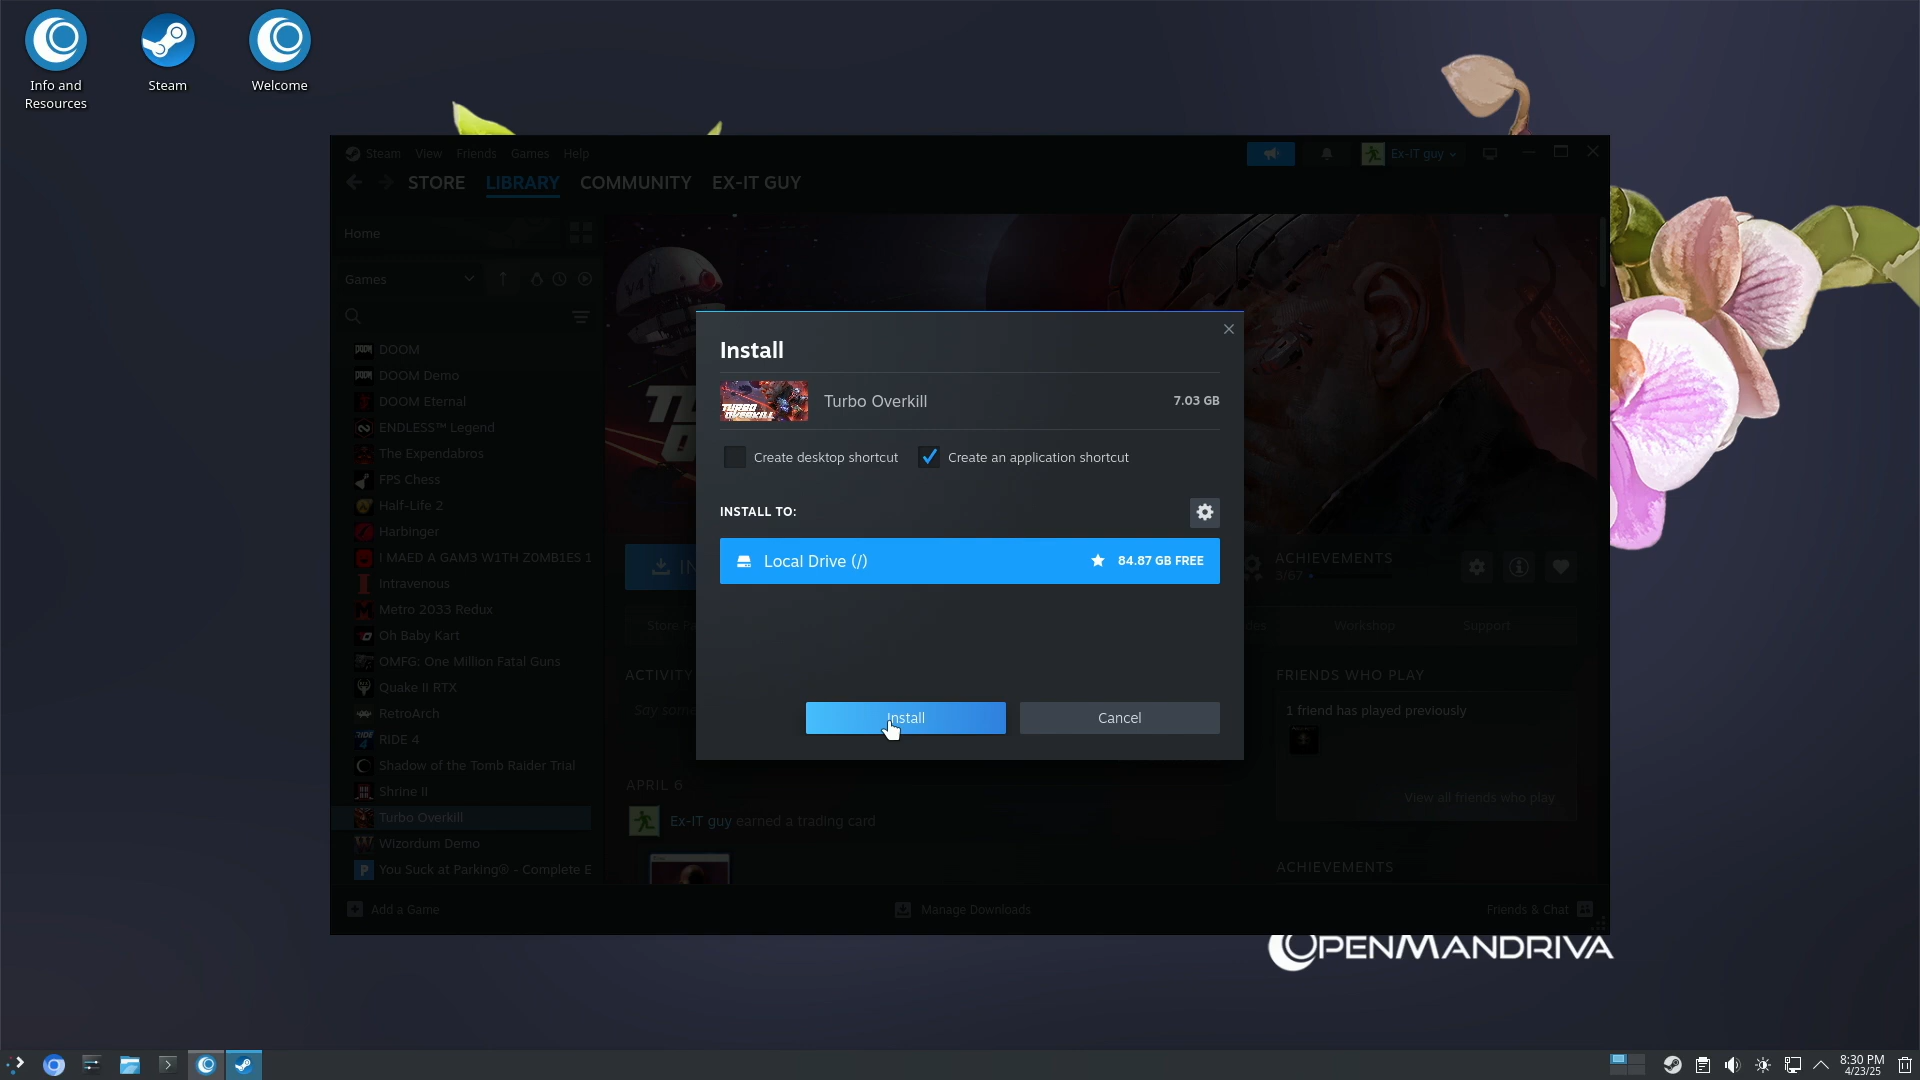 Info and
Resources
Steam
Welcome
Steam View Friends Games Help
Ex-IT guy
STORE LIBRARY COMMUNITY EX-IT GUY
Home
Games
DOOM
DOOM Demo
DOOM Eternal
ENDLESS™ Legend
The Expendabros
FPS Chess
Half-Life 2
Harbinger
I MAED A GAM3 W1TH Z0MB1ES 1
Intravenous
Metro 2033 Redux
Oh Baby Kart
OMFG: One Million Fatal Guns
Quake II RTX
RetroArch
RIDE 4
Shadow of the Tomb Raider Trial
Shrine II
Turbo Overkill
Wizordum Demo
You Suck at Parking® - Complete E
Install
TURBO
OVERKILL
Turbo Overkill
7.03 GB
Create desktop shortcut
Create an application shortcut
INSTALL TO:
Local Drive (/)
84.87 GB FREE
Install
Cancel
ACHIEVEMENTS
3/67
Store
Workshop
Support
ACTIVITY
Say
FRIENDS WHO PLAY
1 friend has played previously
View all friends who play
APRIL 6
Ex-IT guy earned a trading card
ACHIEVEMENTS
Add a Game
Manage Downloads
Friends & Chat
OPENMANDRIVA
8:30 PM
4/23/25